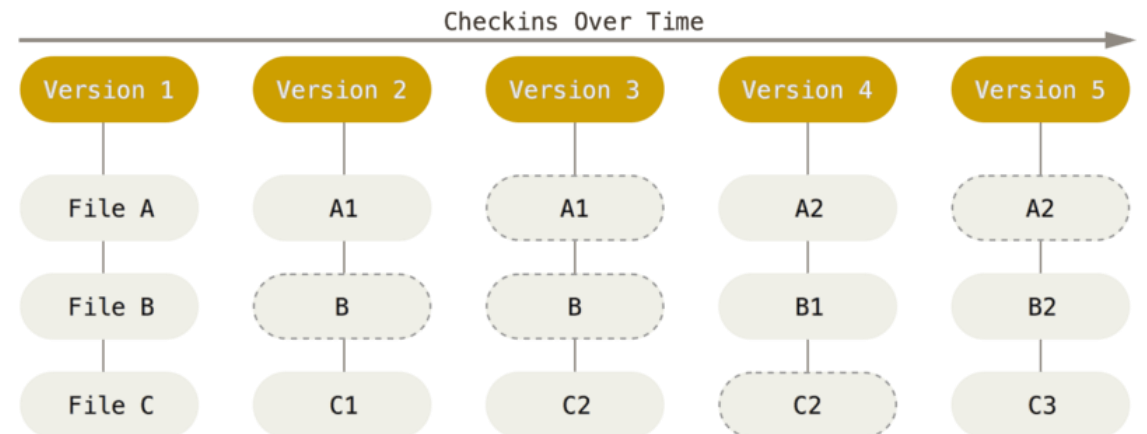 Checkins Over Time
Version 1 Version 2 Version 3 Version 4 Version 5
File A A1 A1 A2 A2
File B B B B1 B2
File C C1 C2 C2 C3